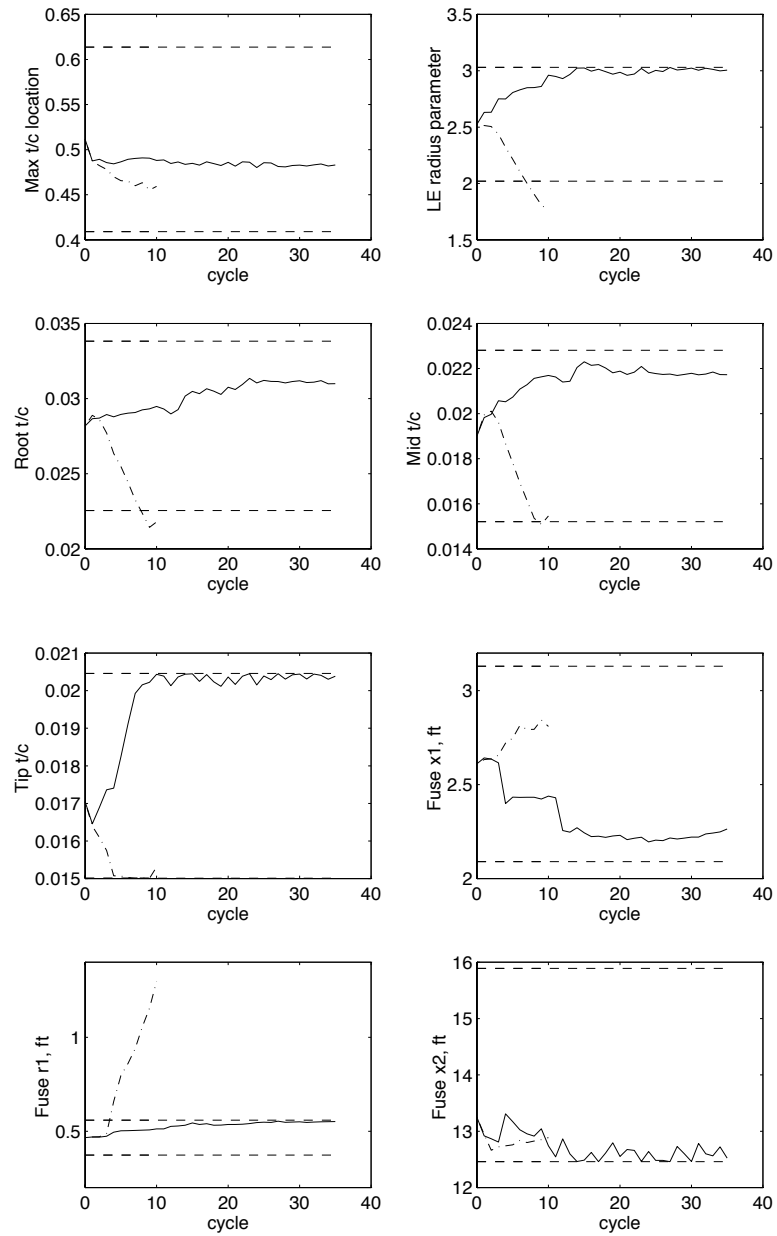 0.65
0.6
0.55
0.5
0.45
0.4
Max t/c location
0 10 20 30 40
cycle
3.5
3
2.5
2
1.5
LE radius parameter
0 10 20 30 40
cycle
0.035
0.03
0.025
0.02
Root t/c
0 10 20 30 40
cycle
0.024
0.022
0.02
0.018
0.016
0.014
Mid t/c
0 10 20 30 40
cycle
0.021
0.02
0.019
0.018
0.017
0.016
0.015
Tip t/c
0 10 20 30 40
cycle
3
2.5
2
Fuse x1, ft
0 10 20 30 40
cycle
1
0.5
Fuse r1, ft
0 10 20 30 40
cycle
16
15
14
13
12
Fuse x2, ft
0 10 20 30 40
cycle